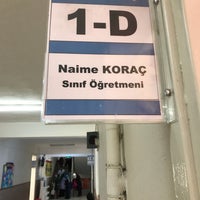 1-D
Naime KORAÇ
Sınıf Öğretmeni